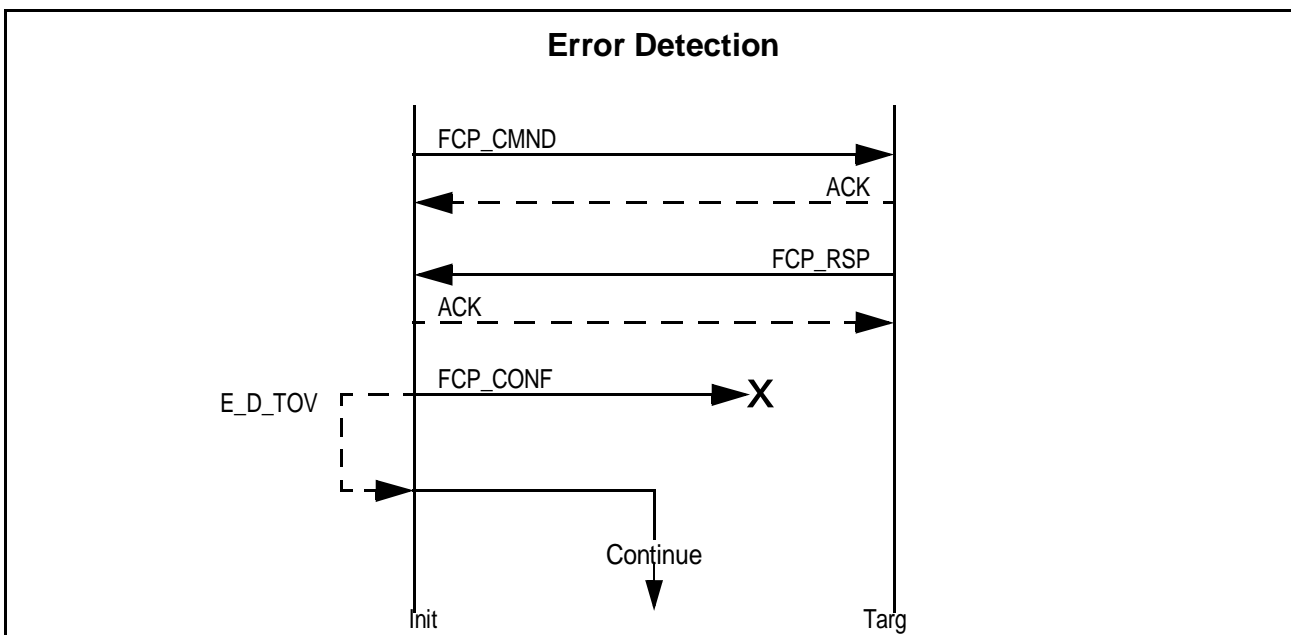 Error Detection
FCP_CMND
ACK
FCP_RSP
ACK
FCP_CONF
X
E_D_TOV
Continue
Init
Targ